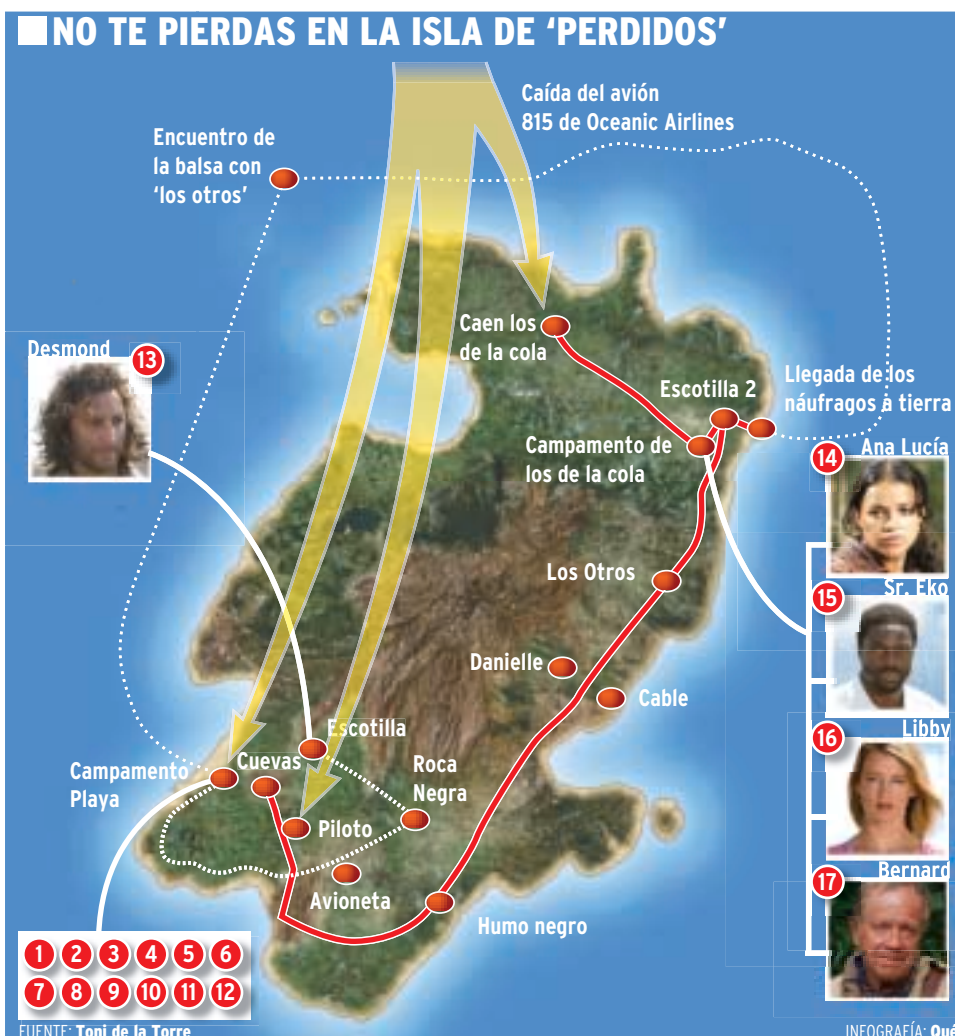 NO TE PIERDAS EN LA ISLA DE ‘PERDIDOS’
Caída del avión
815 de Oceanic Airlines
Encuentro de
la balsa con
‘los otros’
Caen los
de la cola
Desmond
13
Escotilla 2
Llegada de los
náufragos a tierra
Campamento de
los de la cola
14
Ana Lucía
Los Otros
15
Sr. Eko
Danielle
Cable
16
Libby
Escotilla
Cuevas
Campamento
Playa
Roca
Negra
Piloto
Avioneta
17
Bernard
Humo negro
1 2 3 4 5 6
7 8 9 10 11 12
FUENTE: Toni de la Torre
INFOGRAFÍA: Qué